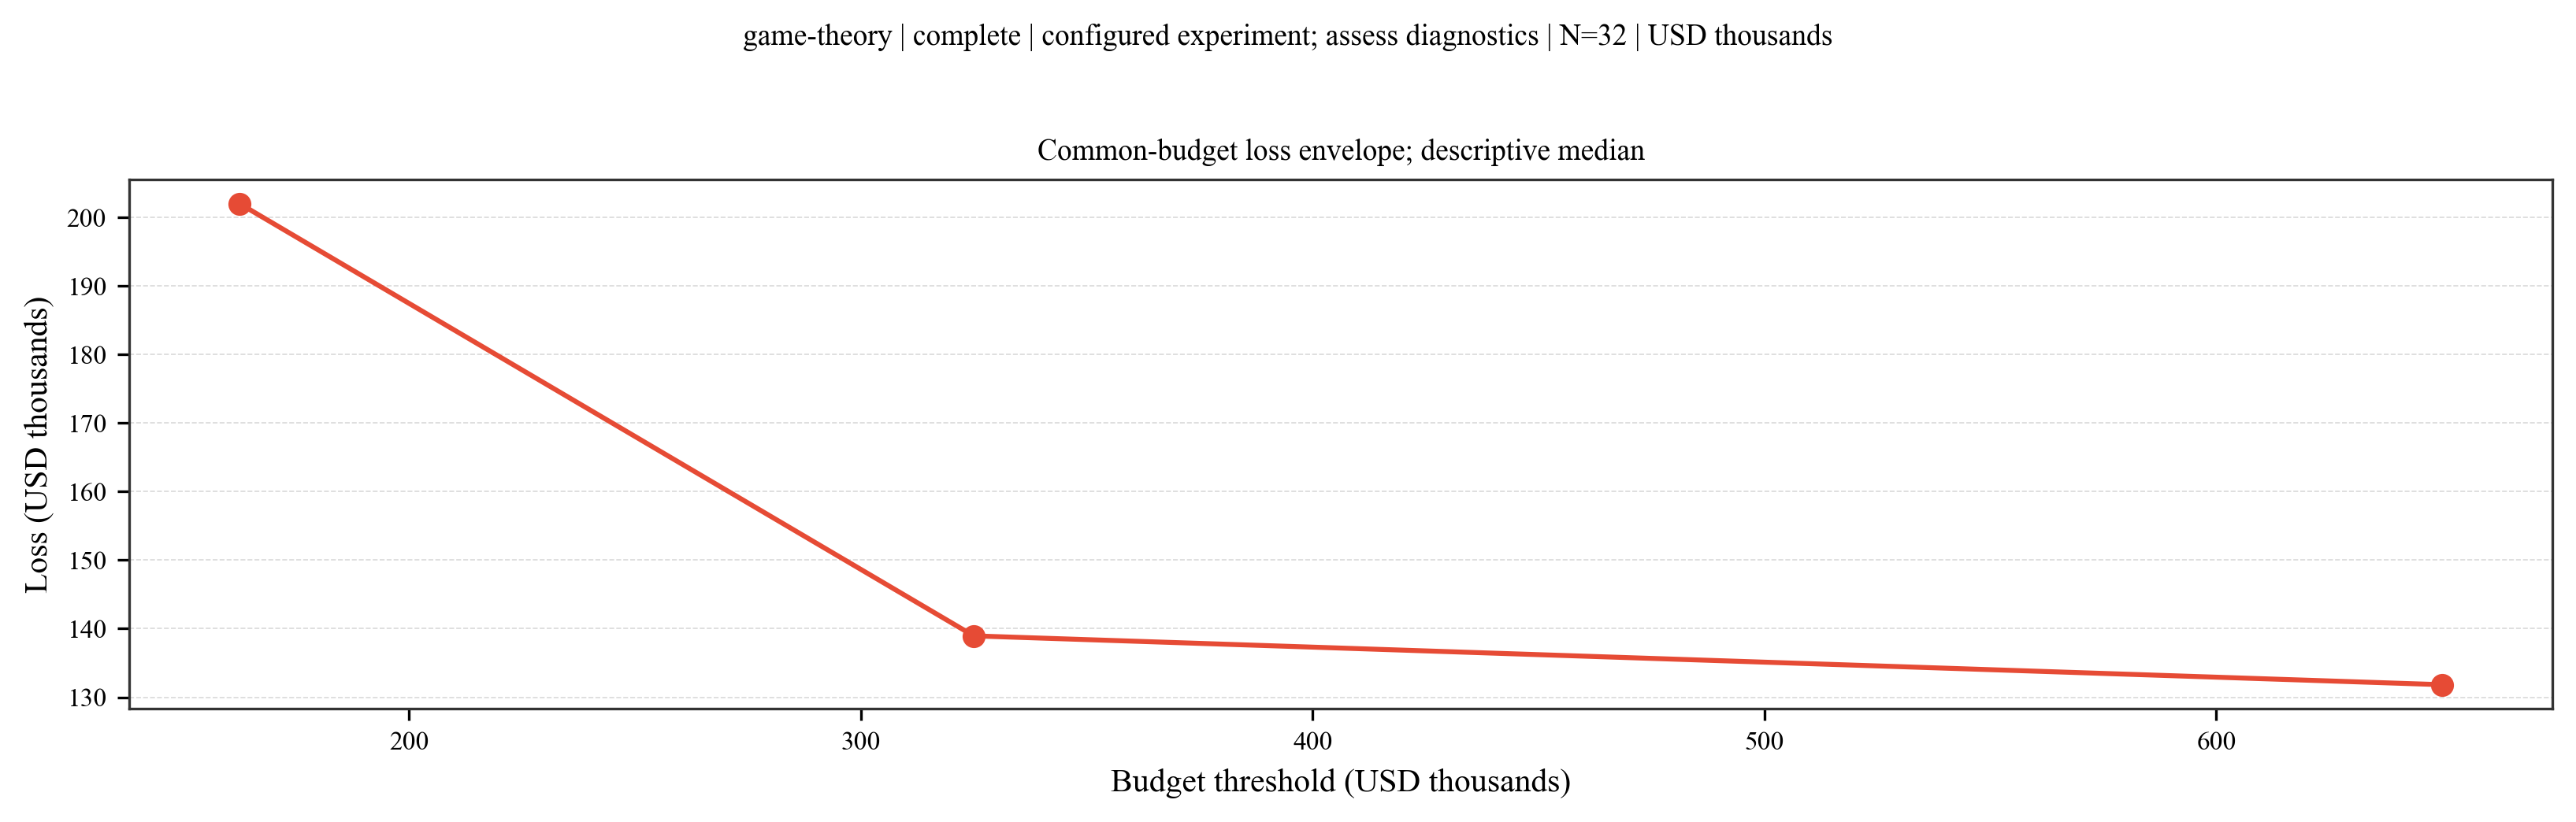 game-theory | complete | configured experiment; assess diagnostics | N=32 | USD thousands
Common-budget loss envelope; descriptive median
Loss (USD thousands)
200
190
180
170
160
150
140
130
200 300 400 500 600
Budget threshold (USD thousands)